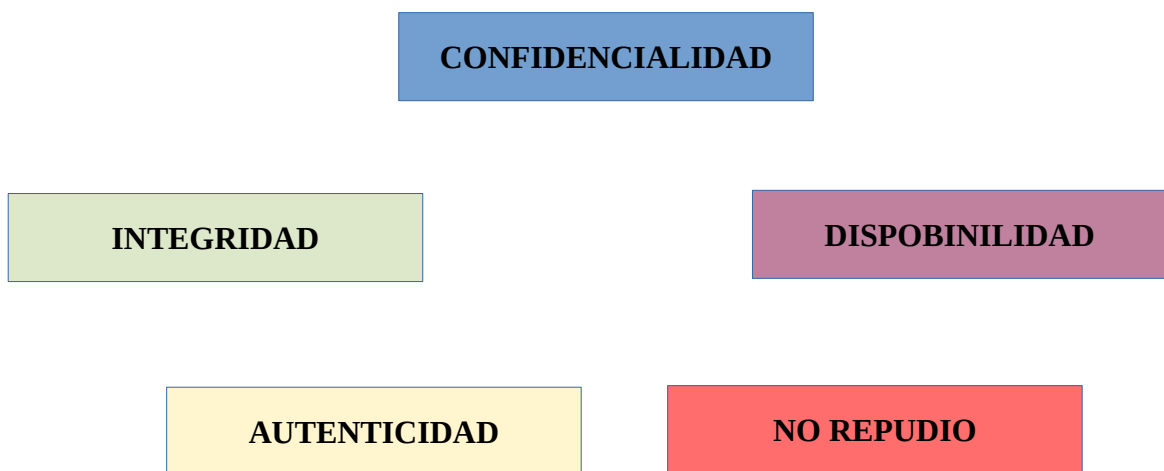 CONFIDENCIALIDAD
INTEGRIDAD
DISPOBINILIDAD
AUTENTICIDAD
NO REPUDIO